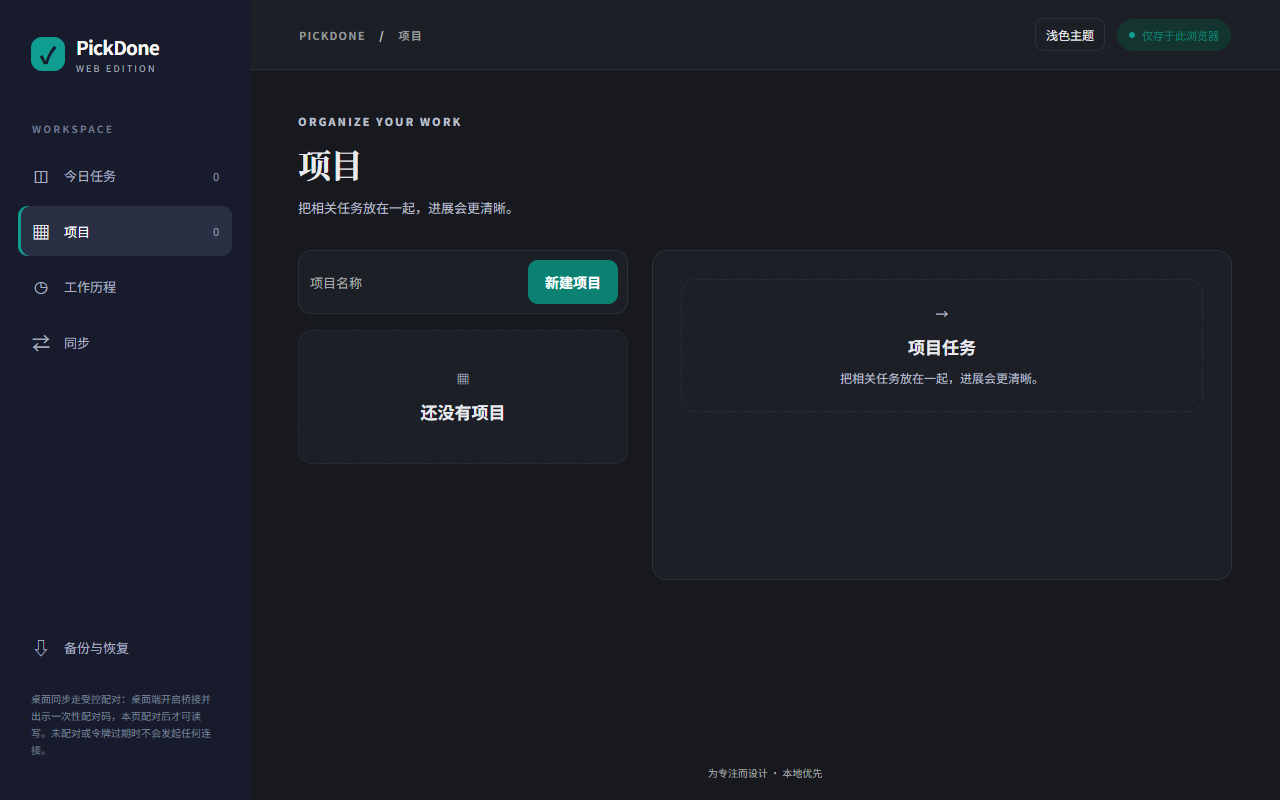 PickDone
WEB EDITION
WORKSPACE
今日任务 0
项目 0
工作历程
同步
备份与恢复
桌面同步走受控配对：桌面端开启桥接并
出示一次性配对码，本页配对后才可读
写。未配对或令牌过期时不会发起任何连
接。
PICKDONE / 项目
浅色主题
仅存于此浏览器
ORGANIZE YOUR WORK
项目
把相关任务放在一起，进展会更清晰。
项目名称
新建项目
还没有项目
→
项目任务
把相关任务放在一起，进展会更清晰。
为专注而设计 · 本地优先